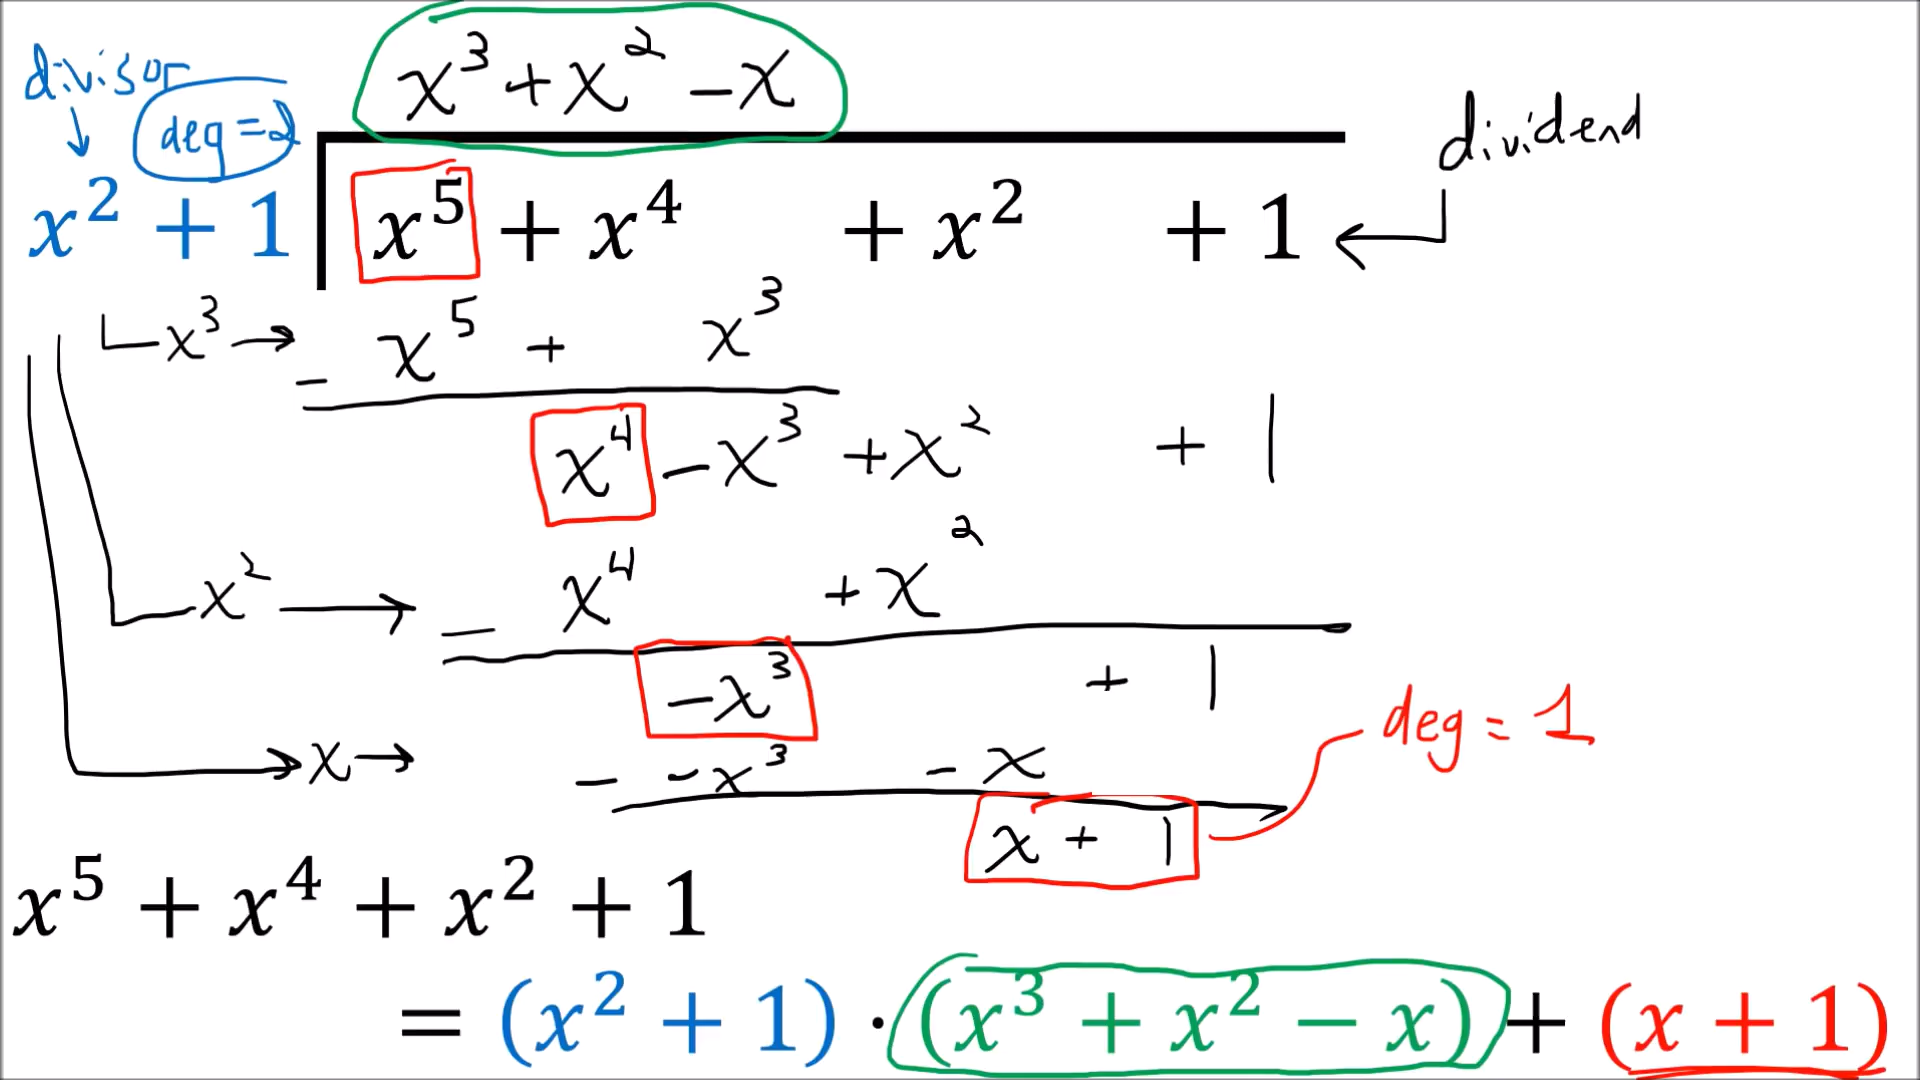 x³ + x² − x
divisor
deg = 2
dividend
x² + 1 x⁵ + x⁴ + x² + 1
x³ → x⁵ + x³
−
x⁴ − x³ + x² + 1
x² → − x⁴ + x²
− x³ + 1
deg = 1
x → − − x³ − x
x + 1
x⁵ + x⁴ + x² + 1
= (x² + 1) · (x³ + x² − x) + (x + 1)